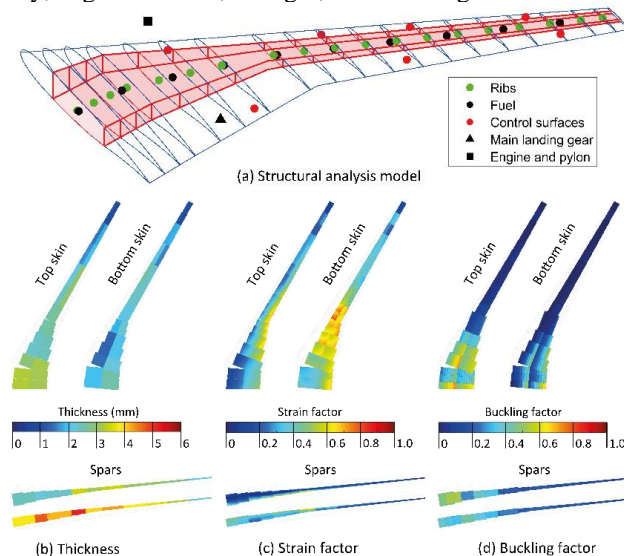 Ribs
Fuel
Control surfaces
Main landing gear
Engine and pylon
(a) Structural analysis model
Top skin
Bottom skin
Top skin
Bottom skin
Top skin
Bottom skin
Thickness (mm)
Strain factor
Buckling factor
0 1 2 3 4 5 6
0 0.2 0.4 0.6 0.8 1.0
0 0.2 0.4 0.6 0.8 1.0
Spars
Spars
Spars
(b) Thickness
(c) Strain factor
(d) Buckling factor